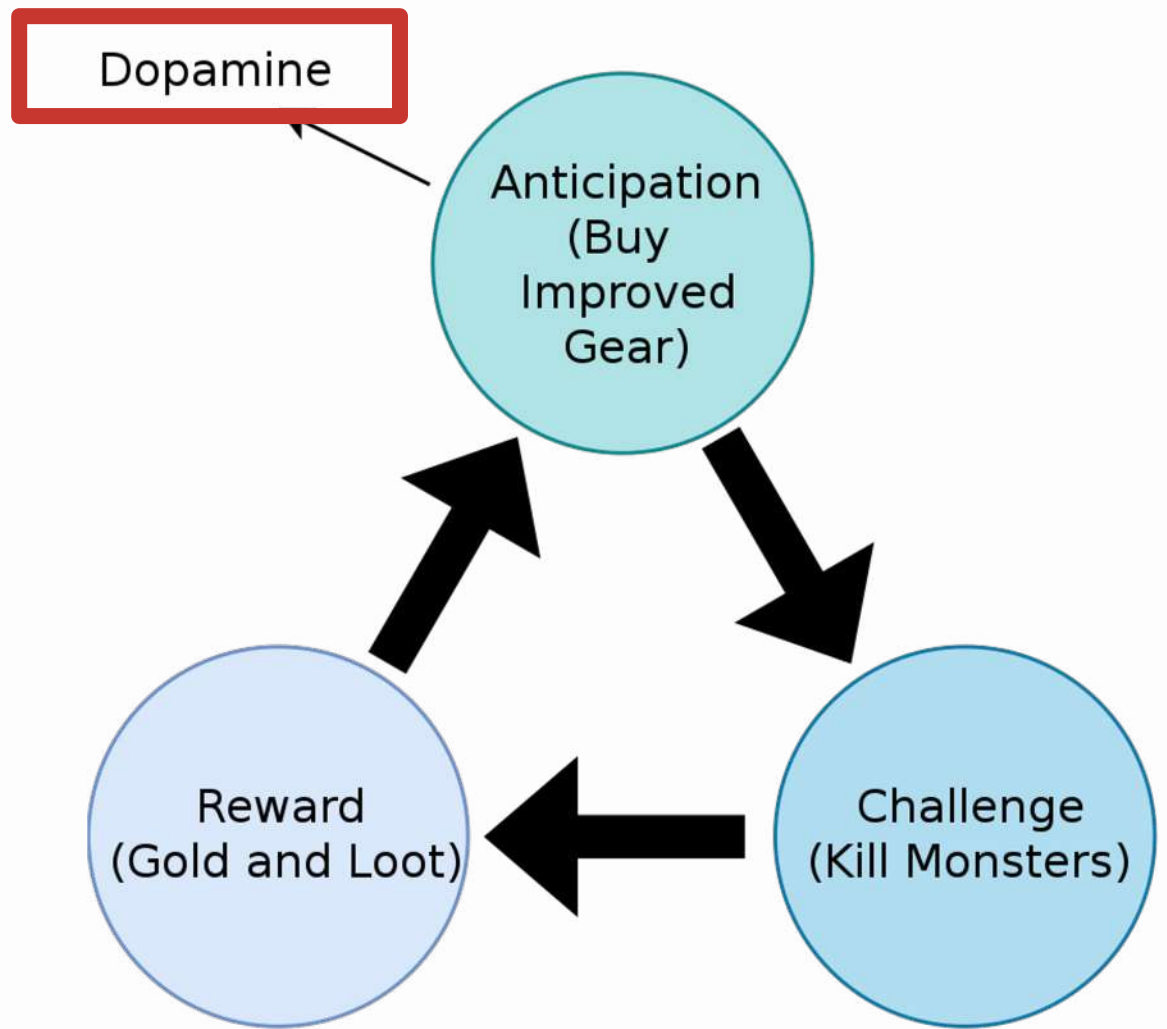 Dopamine
Anticipation
(Buy
Improved
Gear)
Reward
(Gold and Loot)
Challenge
(Kill Monsters)